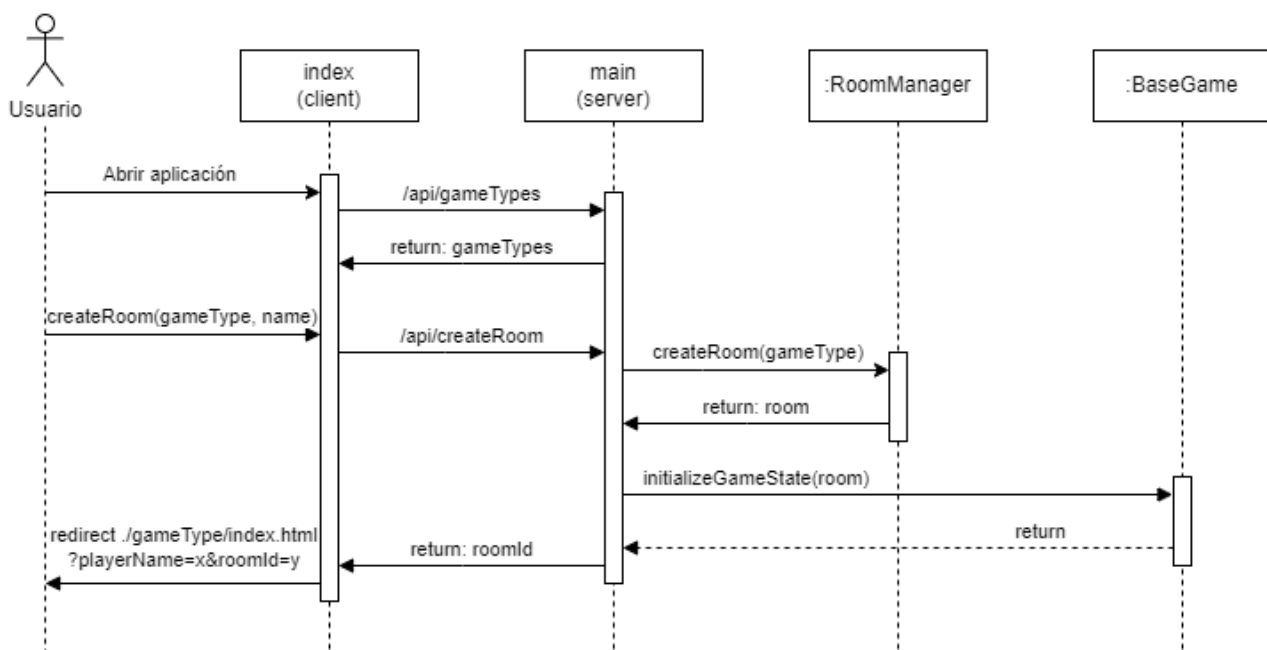 index
(client)
main
(server)
:RoomManager
:BaseGame
Usuario
Abrir aplicación
/api/gameTypes
return: gameTypes
createRoom(gameType, name)
/api/createRoom
createRoom(gameType)
return: room
initializeGameState(room)
redirect ./gameType/index.html
?playerName=x&roomId=y
return: roomId
return